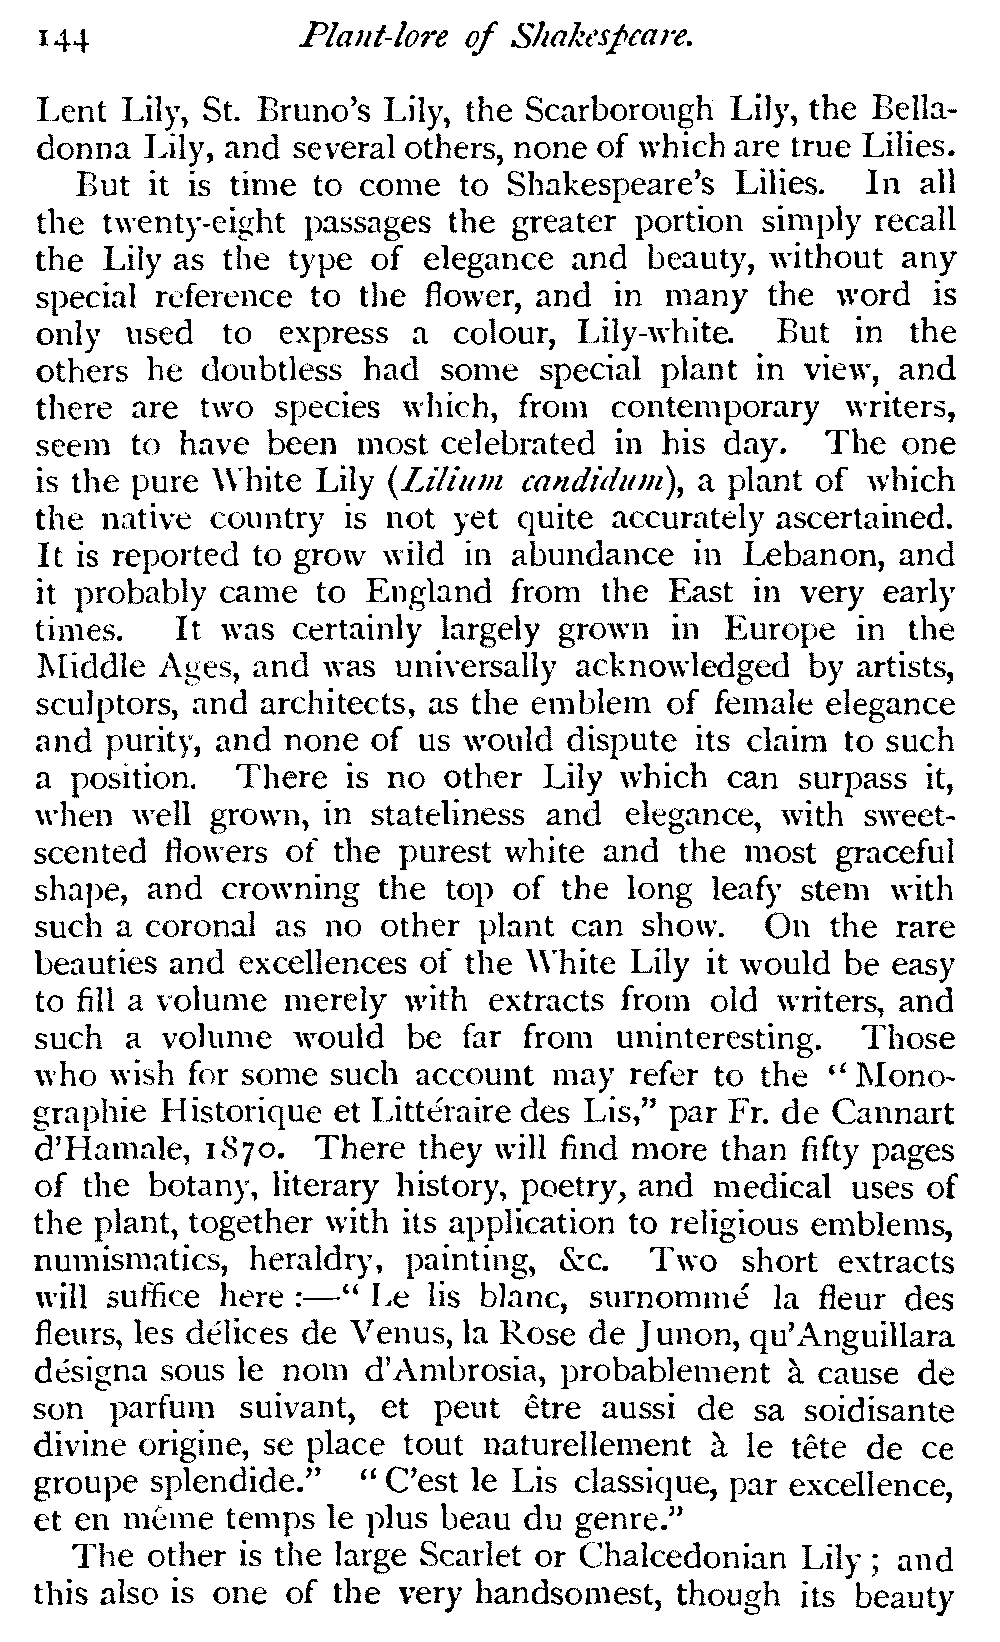 144 Plant-lore of Shakespeare.
Lent Lily, St. Bruno's Lily, the Scarborough Lily, the Bella-
donna Lily, and several others, none of which are true Lilies.
But it is time to come to Shakespeare's Lilies. In all
the twenty-eight passages the greater portion simply recall
the Lily as the type of elegance and beauty, without any
special reference to the flower, and in many the word is
only used to express a colour, Lily-white. But in the
others he doubtless had some special plant in view, and
there are two species which, from contemporary writers,
seem to have been most celebrated in his day. The one
is the pure White Lily (Lilium candidum), a plant of which
the native country is not yet quite accurately ascertained.
It is reported to grow wild in abundance in Lebanon, and
it probably came to England from the East in very early
times. It was certainly largely grown in Europe in the
Middle Ages, and was universally acknowledged by artists,
sculptors, and architects, as the emblem of female elegance
and purity, and none of us would dispute its claim to such
a position. There is no other Lily which can surpass it,
when well grown, in stateliness and elegance, with sweet-
scented flowers of the purest white and the most graceful
shape, and crowning the top of the long leafy stem with
such a coronal as no other plant can show. On the rare
beauties and excellences of the White Lily it would be easy
to fill a volume merely with extracts from old writers, and
such a volume would be far from uninteresting. Those
who wish for some such account may refer to the “Mono-
graphie Historique et Littéraire des Lis,” par Fr. de Cannart
d'Hamale, 1870. There they will find more than fifty pages
of the botany, literary history, poetry, and medical uses of
the plant, together with its application to religious emblems,
numismatics, heraldry, painting, &c. Two short extracts
will suffice here :—“Le lis blanc, surnommé la fleur des
fleurs, les délices de Venus, la Rose de Junon, qu'Anguillara
désigna sous le nom d'Ambrosia, probablement à cause de
son parfum suivant, et peut être aussi de sa soidisante
divine origine, se place tout naturellement à le tête de ce
groupe splendide.” “C'est le Lis classique, par excellence,
et en même temps le plus beau du genre.”
The other is the large Scarlet or Chalcedonian Lily; and
this also is one of the very handsomest, though its beauty